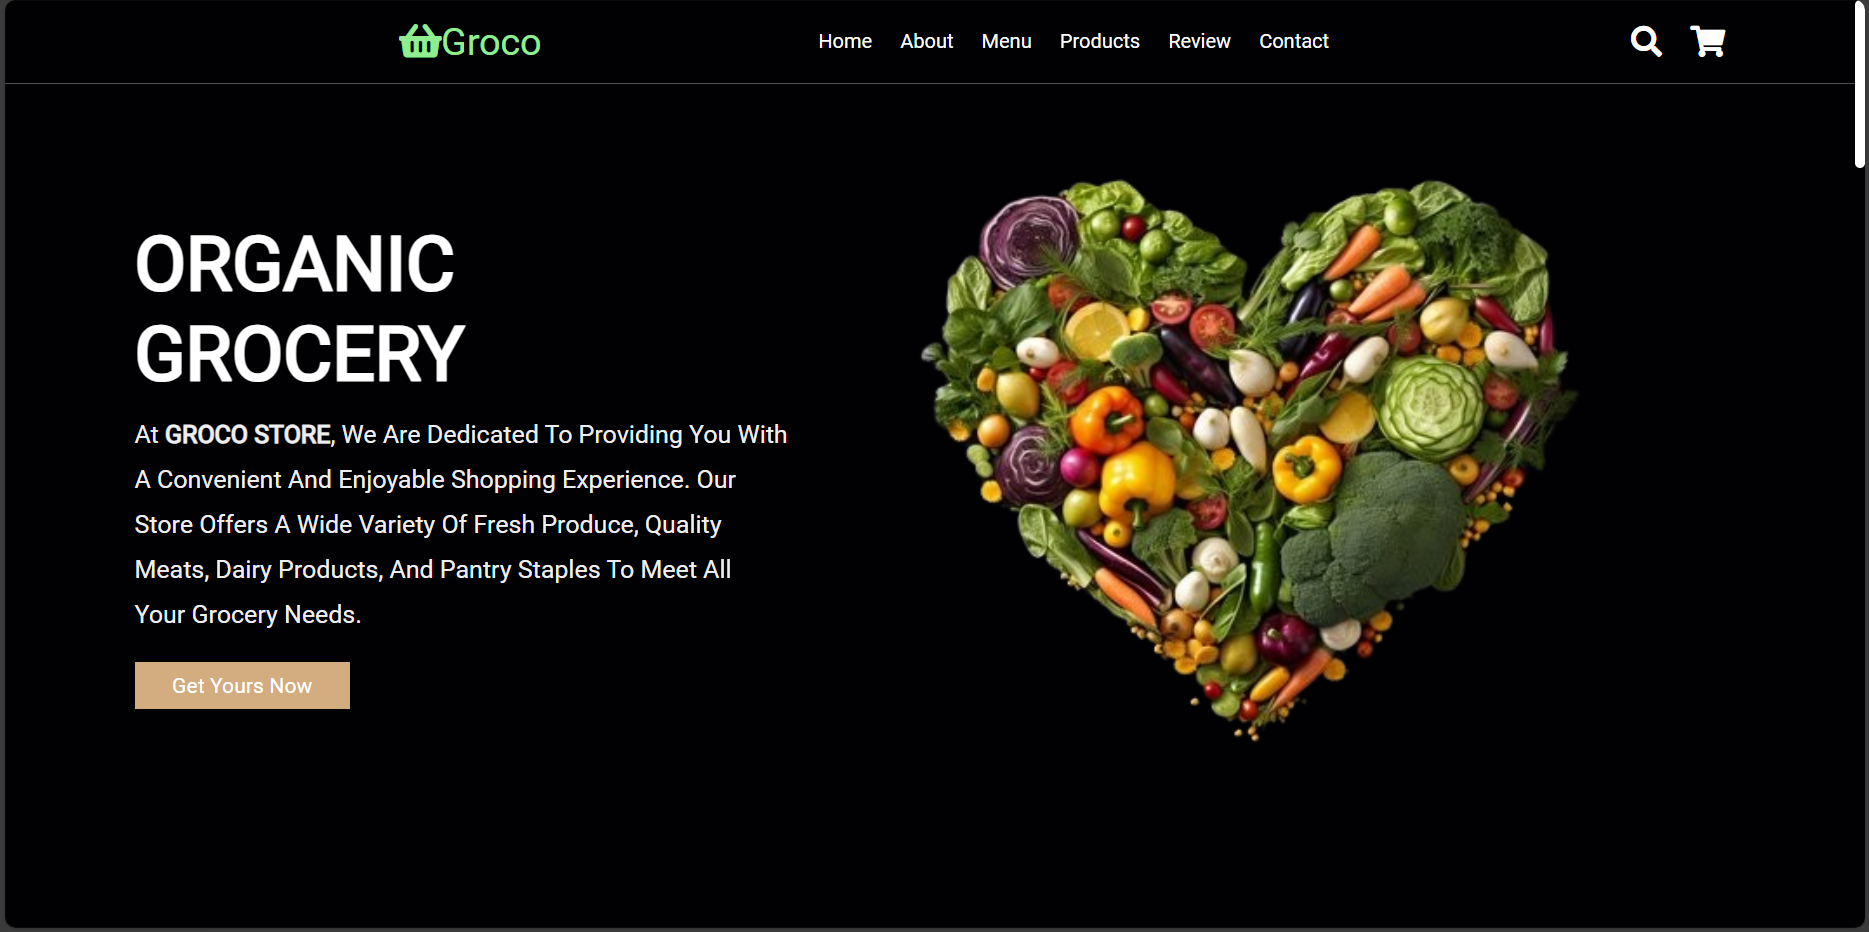 Groco
Home About Menu Products Review Contact
ORGANIC
GROCERY
At GROCO STORE, We Are Dedicated To Providing You With
A Convenient And Enjoyable Shopping Experience. Our
Store Offers A Wide Variety Of Fresh Produce, Quality
Meats, Dairy Products, And Pantry Staples To Meet All
Your Grocery Needs.
Get Yours Now